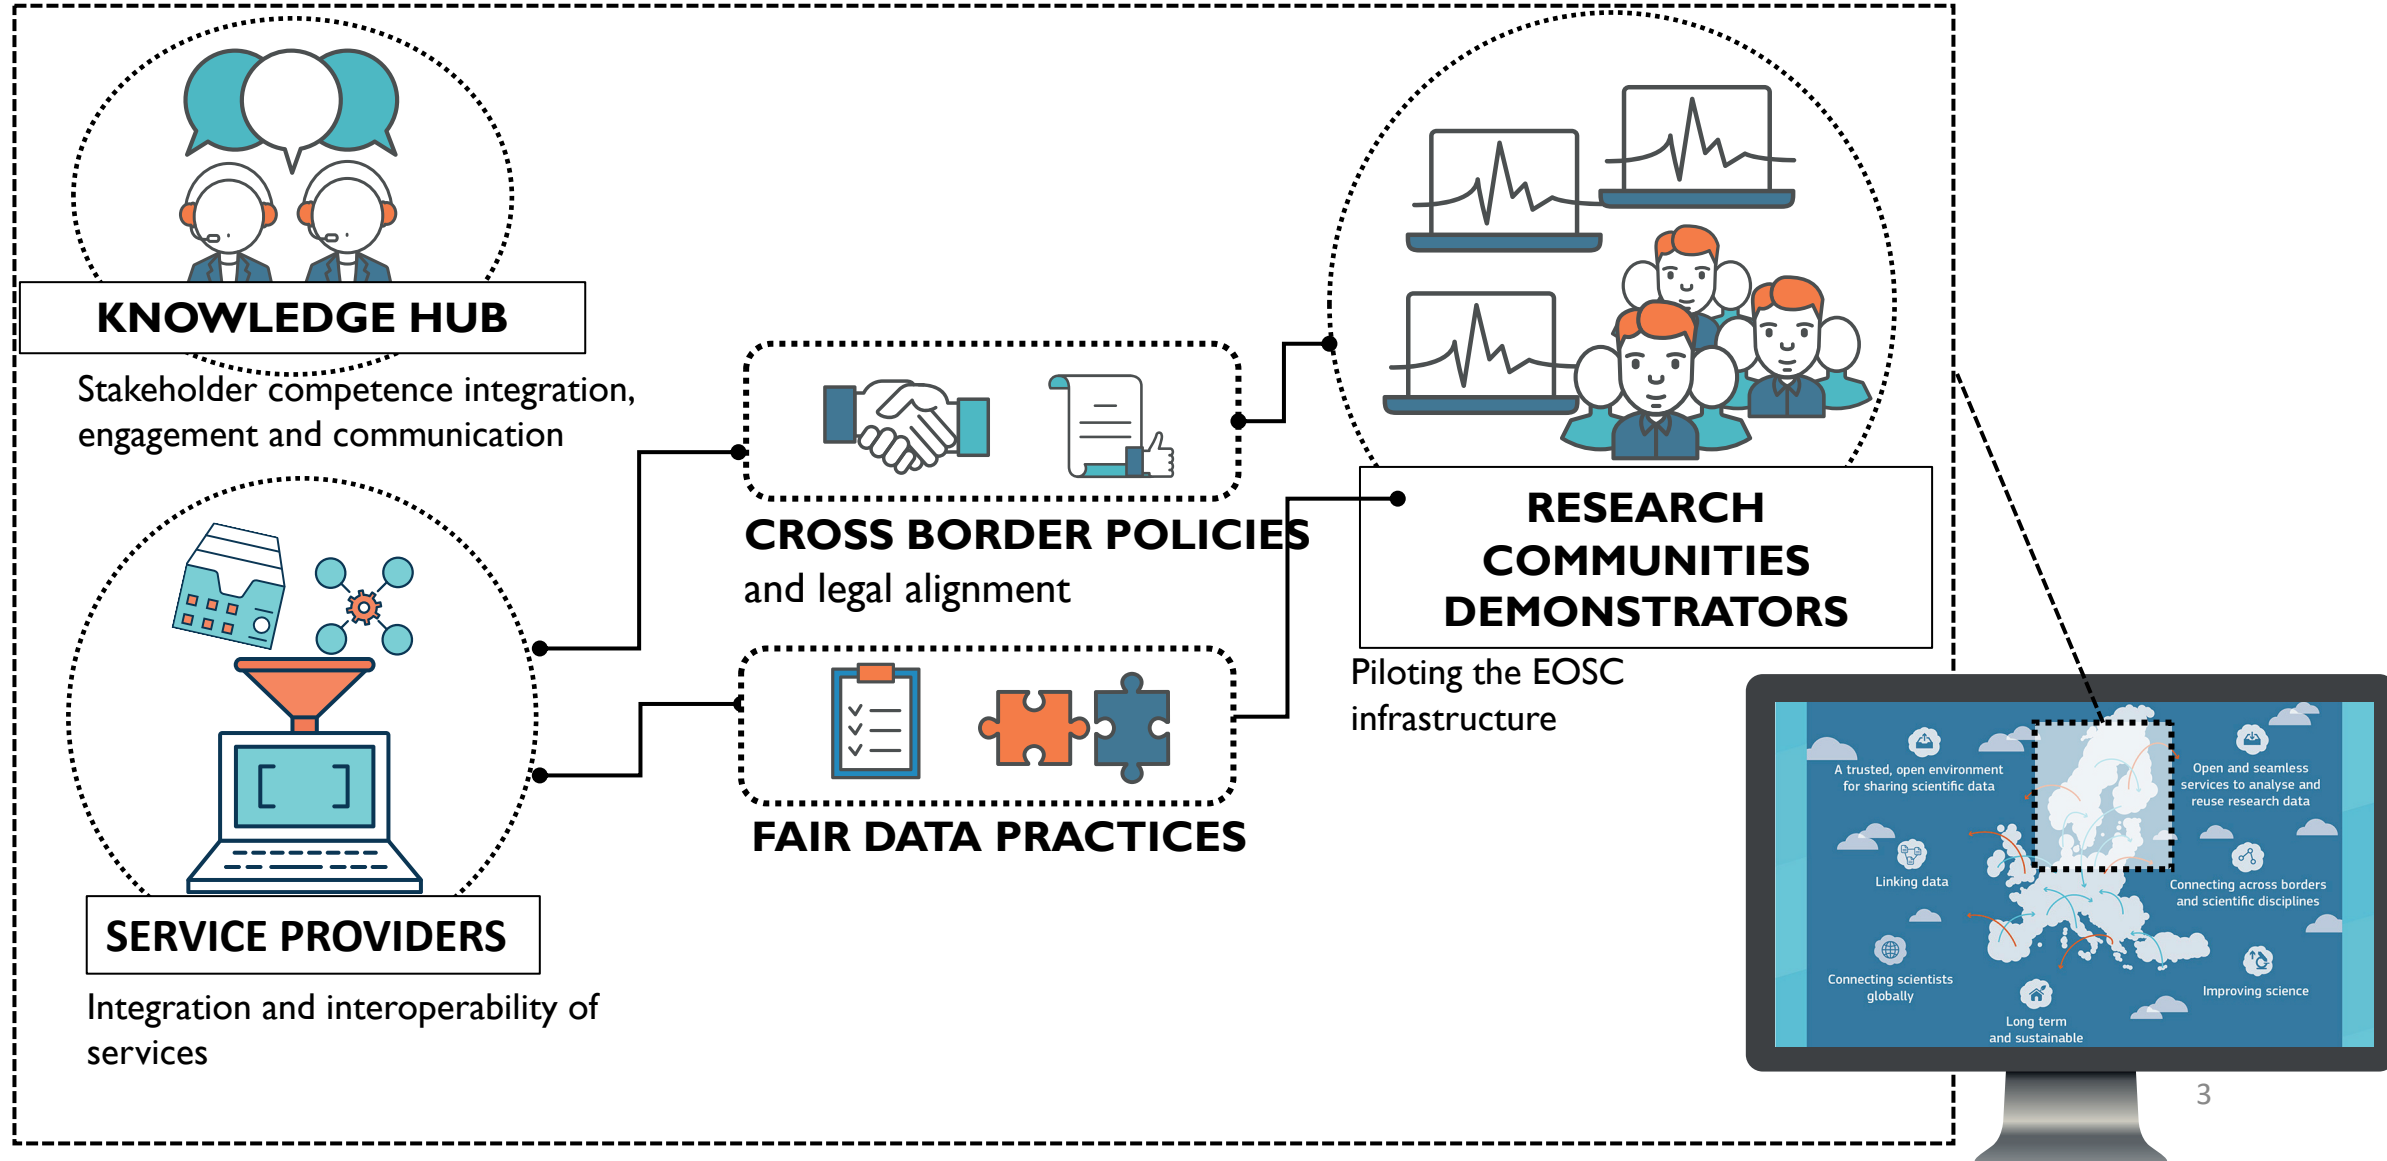 KNOWLEDGE HUB
Stakeholder competence integration,
engagement and communication
SERVICE PROVIDERS
Integration and interoperability of
services
CROSS BORDER POLICIES
and legal alignment
FAIR DATA PRACTICES
RESEARCH
COMMUNITIES
DEMONSTRATORS
Piloting the EOSC
infrastructure
A trusted, open environment
for sharing scientific data
Linking data
Connecting scientists
globally
Long term
and sustainable
Open and seamless
services to analyse and
reuse research data
Connecting across borders
and scientific disciplines
Improving science
3